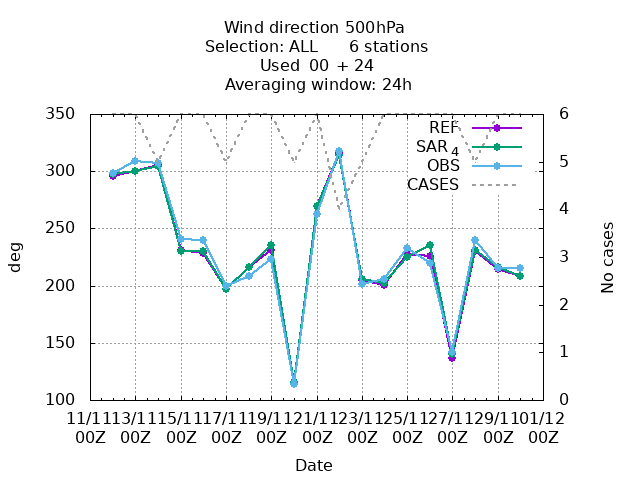 Wind direction 500hPa
Selection: ALL 6 stations
Used 00 + 24
Averaging window: 24h
350
300
250
200
150
100
deg
6
5
4
3
2
1
0
No cases
REF
SAR 4
OBS
CASES
11/11 13/11 15/11 17/11 19/11 21/11 23/11 25/11 27/11 29/11 01/12
00Z 00Z 00Z 00Z 00Z 00Z 00Z 00Z 00Z 00Z 00Z
Date